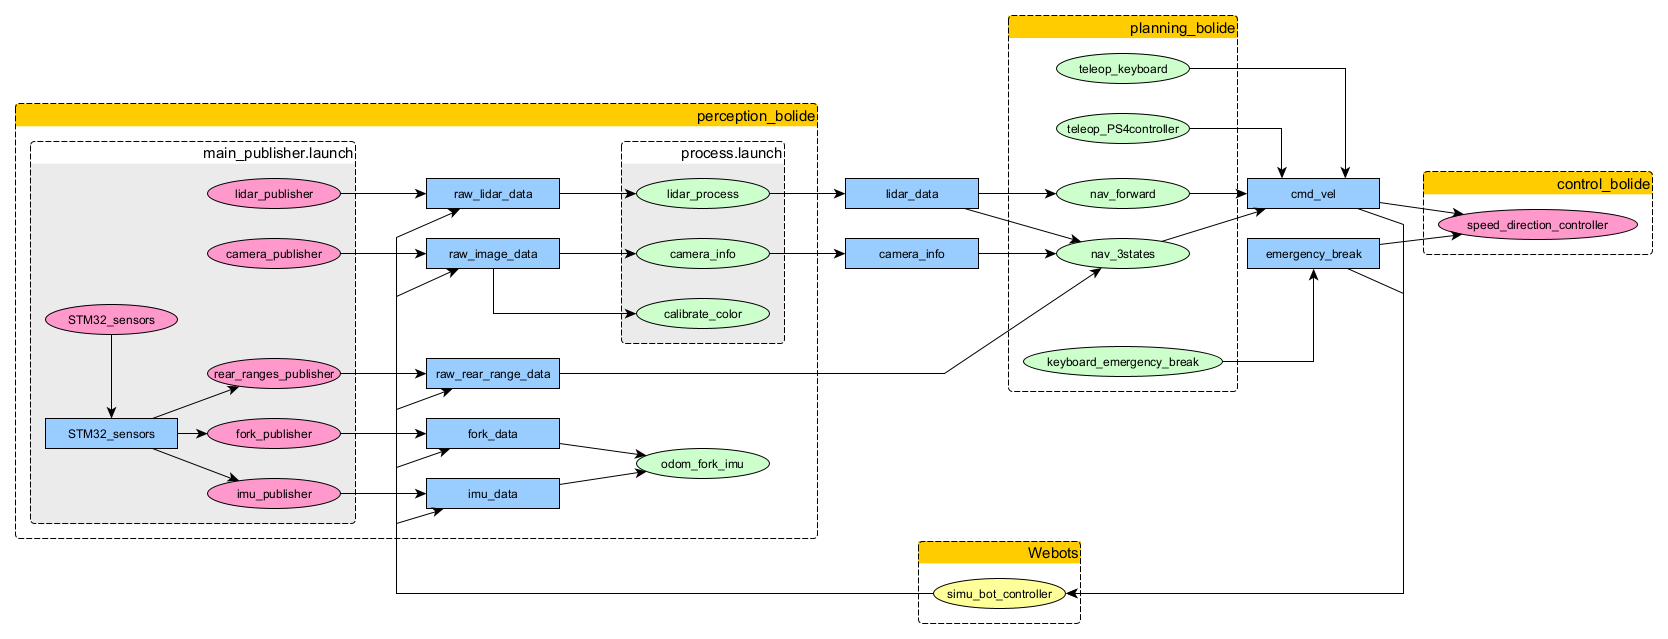 planning_bolide
teleop_keyboard
teleop_PS4controller
perception_bolide
main_publisher.launch
process.launch
lidar_publisher
raw_lidar_data
lidar_process
lidar_data
nav_forward
cmd_vel
control_bolide
speed_direction_controller
camera_publisher
raw_image_data
camera_info
camera_info
nav_3states
emergency_break
STM32_sensors
calibrate_color
keyboard_emergency_break
rear_ranges_publisher
raw_rear_range_data
STM32_sensors
fork_publisher
fork_data
odom_fork_imu
imu_publisher
imu_data
Webots
simu_bot_controller